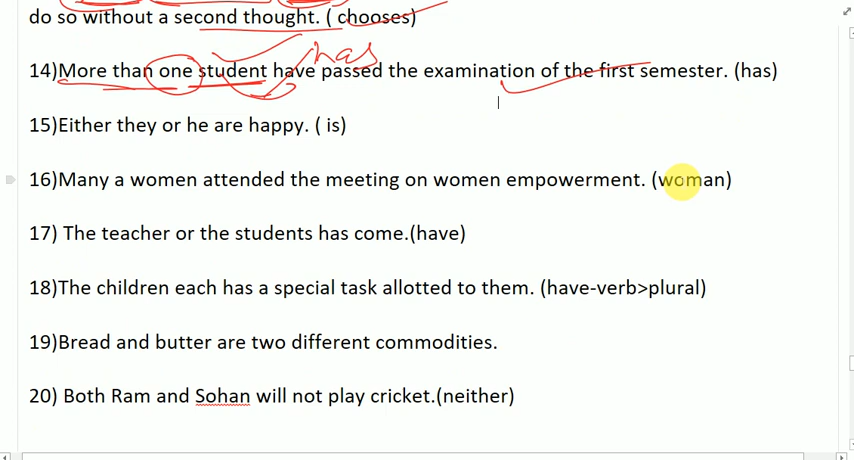 do so without a second thought. ( chooses)
has
14)More than one student have passed the examination of the first semester. (has)
15)Either they or he are happy. ( is)
16)Many a women attended the meeting on women empowerment. (woman)
17) The teacher or the students has come.(have)
18)The children each has a special task allotted to them. (have-verb>plural)
19)Bread and butter are two different commodities.
20) Both Ram and Sohan will not play cricket.(neither)